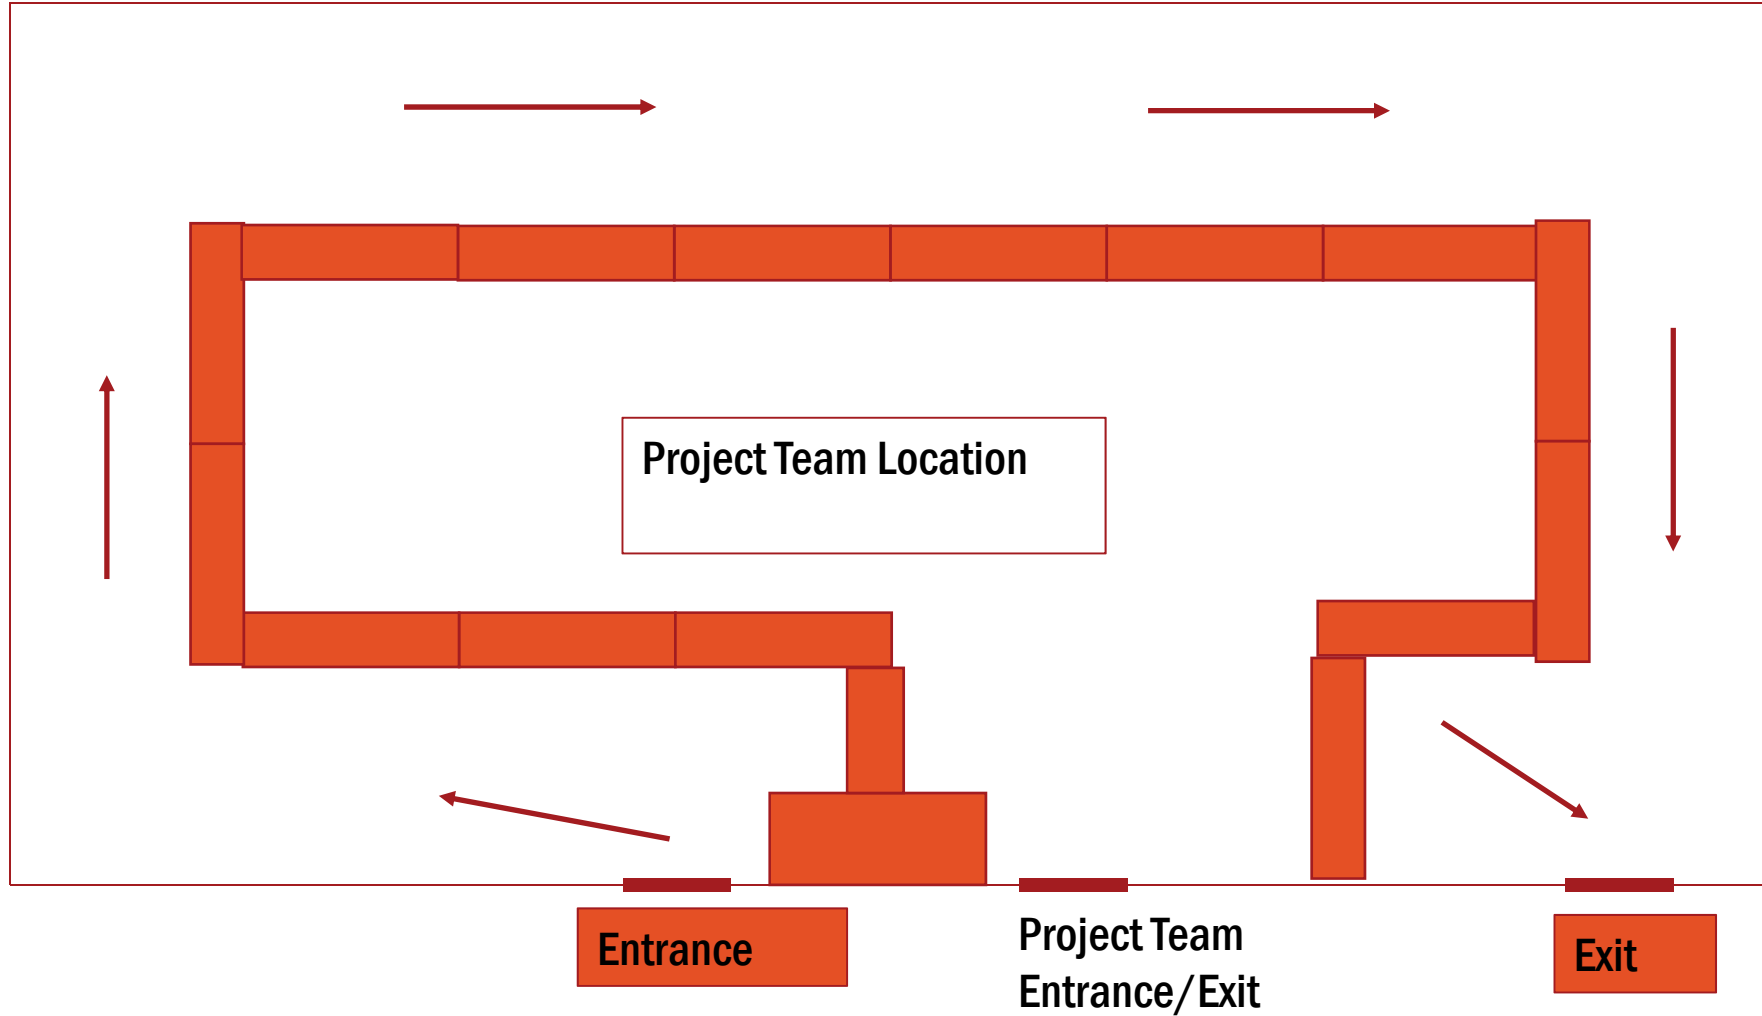 Project Team Location
Entrance
Project Team
Entrance/Exit
Exit